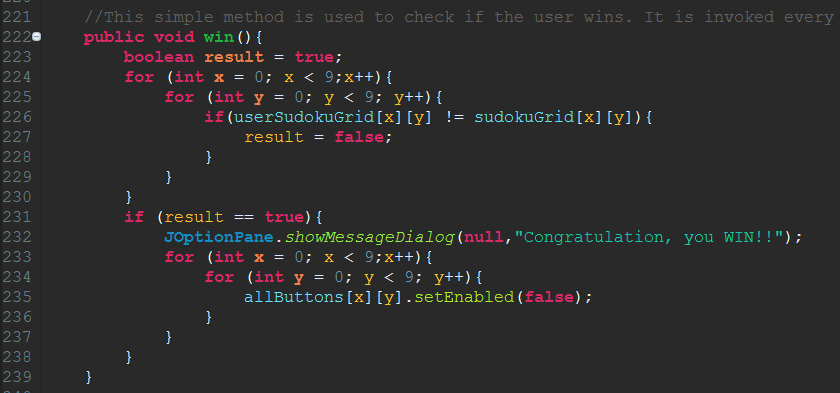 221 //This simple method is used to check if the user wins. It is invoked every
222 public void win(){
223 boolean result = true;
224 for (int x = 0; x < 9;x++){
225 for (int y = 0; y < 9; y++){
226 if(userSudokuGrid[x][y] != sudokuGrid[x][y]){
227 result = false;
228 }
229 }
230 }
231 if (result == true){
232 JOptionPane.showMessageDialog(null,"Congratulation, you WIN!!");
233 for (int x = 0; x < 9;x++){
234 for (int y = 0; y < 9; y++){
235 allButtons[x][y].setEnabled(false);
236 }
237 }
238 }
239 }